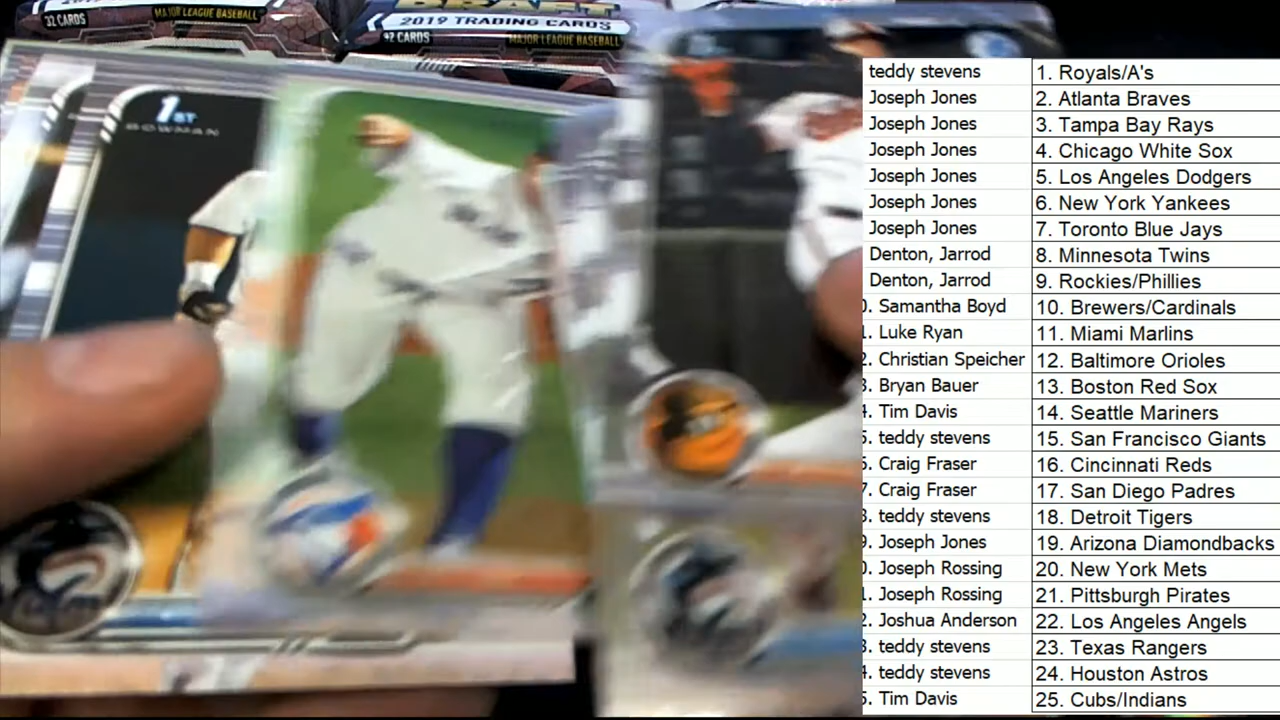 32 CARDS
MAJOR LEAGUE BASEBALL
DRAFT
2019 TRADING CARDS
32 CARDS
MAJOR LEAGUE BASEBALL
1ST
BOWMAN
teddy stevens 1. Royals/A's
Joseph Jones 2. Atlanta Braves
Joseph Jones 3. Tampa Bay Rays
Joseph Jones 4. Chicago White Sox
Joseph Jones 5. Los Angeles Dodgers
Joseph Jones 6. New York Yankees
Joseph Jones 7. Toronto Blue Jays
Denton, Jarrod 8. Minnesota Twins
Denton, Jarrod 9. Rockies/Phillies
. Samantha Boyd 10. Brewers/Cardinals
. Luke Ryan 11. Miami Marlins
. Christian Speicher 12. Baltimore Orioles
. Bryan Bauer 13. Boston Red Sox
. Tim Davis 14. Seattle Mariners
. teddy stevens 15. San Francisco Giants
. Craig Fraser 16. Cincinnati Reds
. Craig Fraser 17. San Diego Padres
. teddy stevens 18. Detroit Tigers
. Joseph Jones 19. Arizona Diamondbacks
. Joseph Rossing 20. New York Mets
. Joseph Rossing 21. Pittsburgh Pirates
. Joshua Anderson 22. Los Angeles Angels
. teddy stevens 23. Texas Rangers
. teddy stevens 24. Houston Astros
. Tim Davis 25. Cubs/Indians